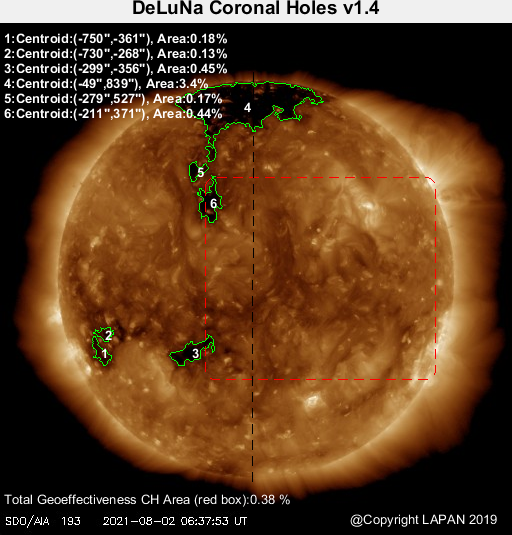 DeLuNa Coronal Holes v1.4
1:Centroid:(-750",-361"), Area:0.18%
2:Centroid:(-730",-268"), Area:0.13%
3:Centroid:(-299",-356"), Area:0.45%
4:Centroid:(-49",839"), Area:3.4%
5:Centroid:(-279",527"), Area:0.17%
6:Centroid:(-211",371"), Area:0.44%
4
5
6
2
1
3
Total Geoeffectiveness CH Area (red box):0.38 %
SDO/AIA 193 2021-08-02 06:37:53 UT
@Copyright LAPAN 2019